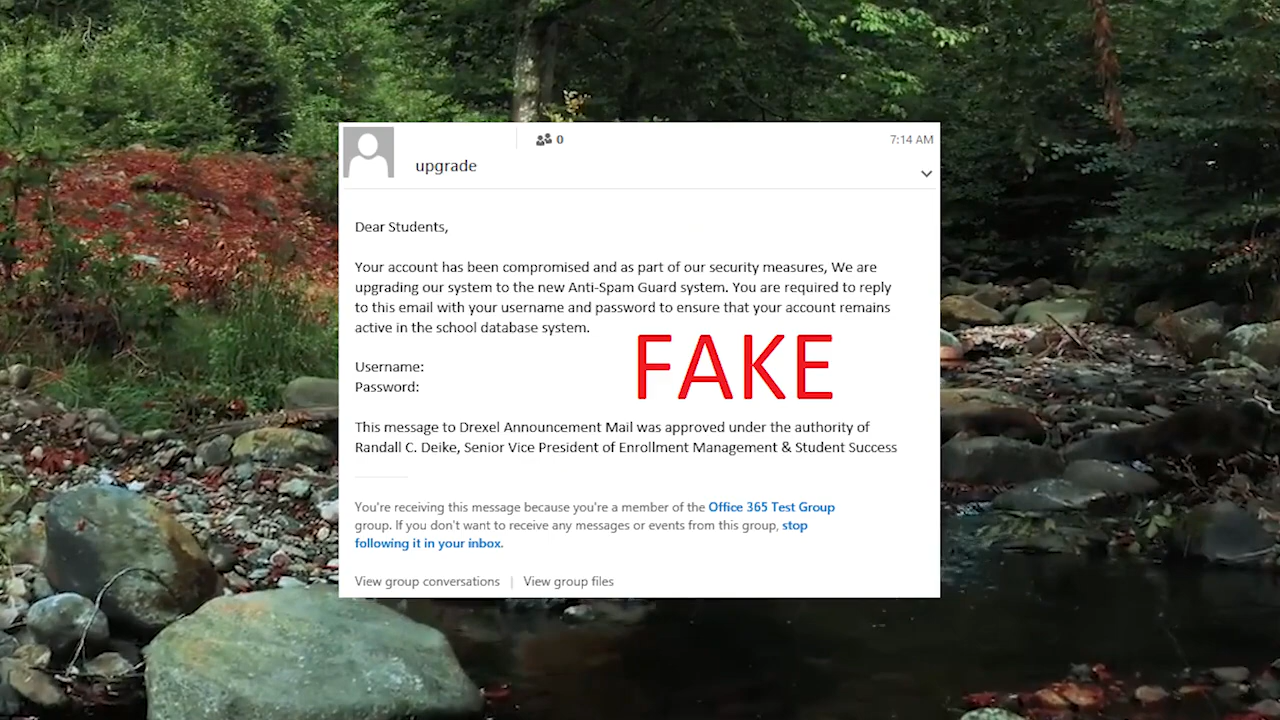 0
7:14 AM
upgrade
Dear Students,
Your account has been compromised and as part of our security measures, We are
upgrading our system to the new Anti-Spam Guard system. You are required to reply
to this email with your username and password to ensure that your account remains
active in the school database system.
FAKE
Username:
Password:
This message to Drexel Announcement Mail was approved under the authority of
Randall C. Deike, Senior Vice President of Enrollment Management & Student Success
You're receiving this message because you're a member of the Office 365 Test Group
group. If you don't want to receive any messages or events from this group, stop
following it in your inbox.
View group conversations | View group files